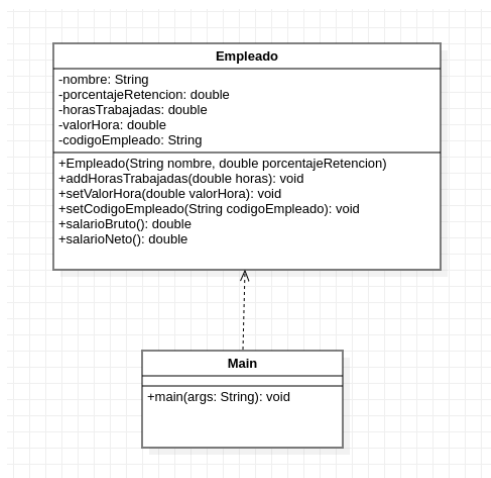 Empleado
-nombre: String
-porcentajeRetencion: double
-horasTrabajadas: double
-valorHora: double
-codigoEmpleado: String
+Empleado(String nombre, double porcentajeRetencion)
+addHorasTrabajadas(double horas): void
+setValorHora(double valorHora): void
+setCodigoEmpleado(String codigoEmpleado): void
+salarioBruto(): double
+salarioNeto(): double
Main
+main(args: String): void